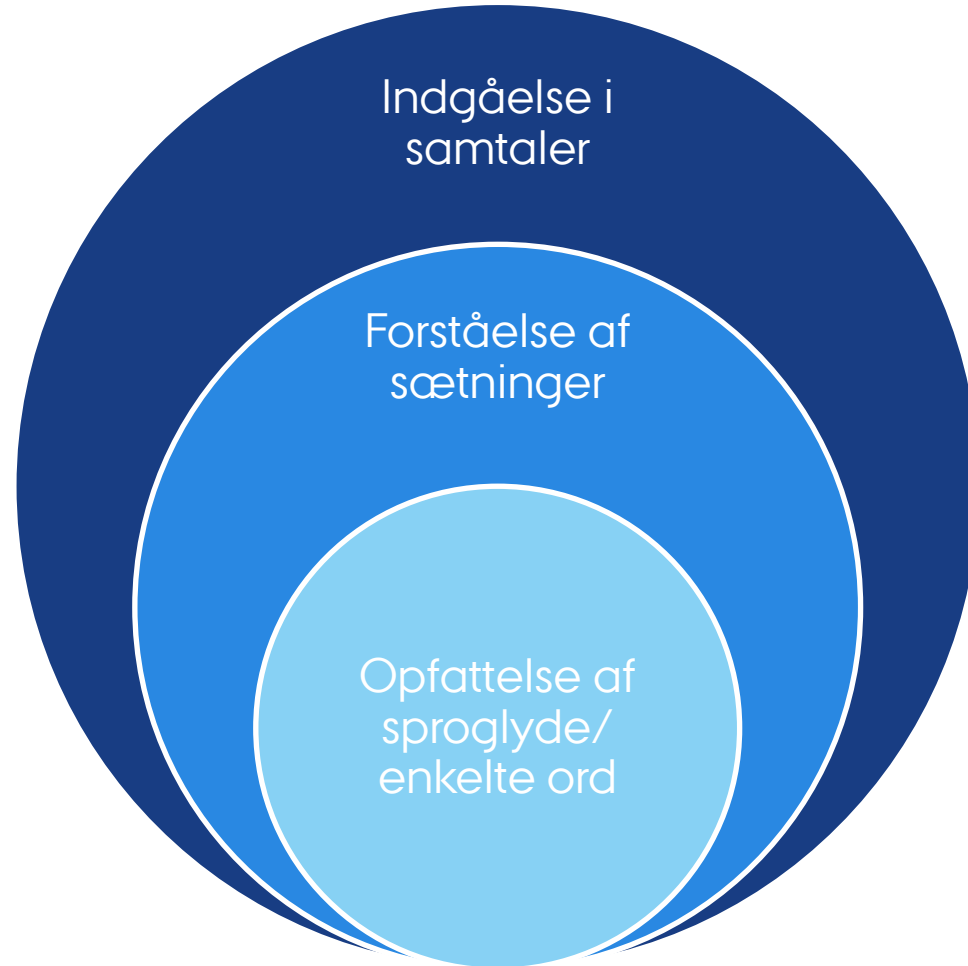 Indgåelse i
samtaler
Forståelse af
sætninger
Opfattelse af
sproglyde/
enkelte ord